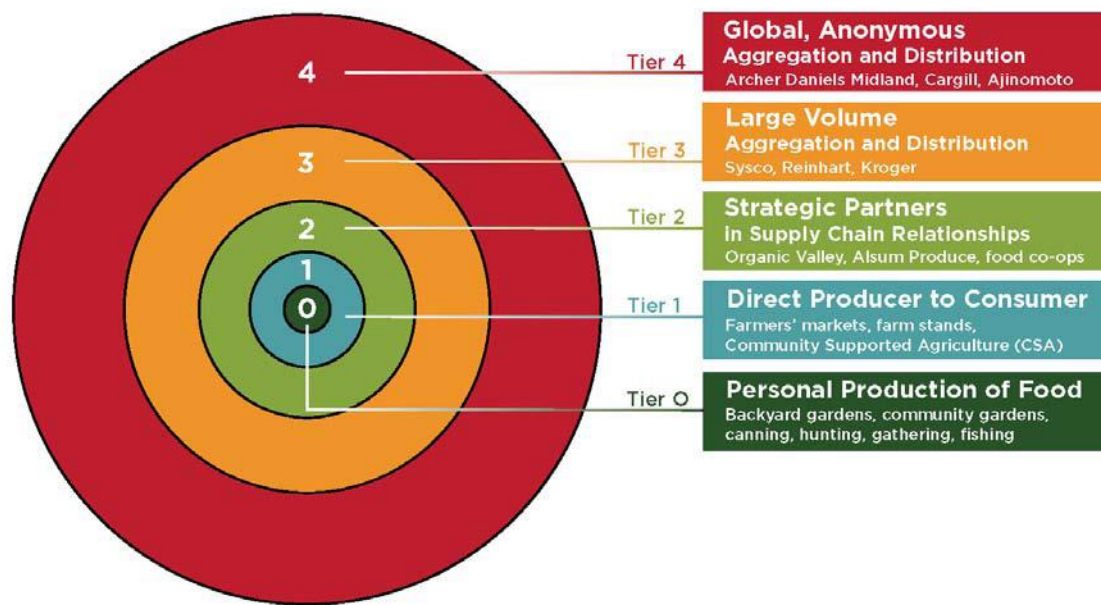 4
3
2
1
0
Tier 4
Global, Anonymous
Aggregation and Distribution
Archer Daniels Midland, Cargill, Ajinomoto
Tier 3
Large Volume
Aggregation and Distribution
Sysco, Reinhart, Kroger
Tier 2
Strategic Partners
in Supply Chain Relationships
Organic Valley, Alsum Produce, food co-ops
Tier 1
Direct Producer to Consumer
Farmers' markets, farm stands,
Community Supported Agriculture (CSA)
Tier 0
Personal Production of Food
Backyard gardens, community gardens,
canning, hunting, gathering, fishing